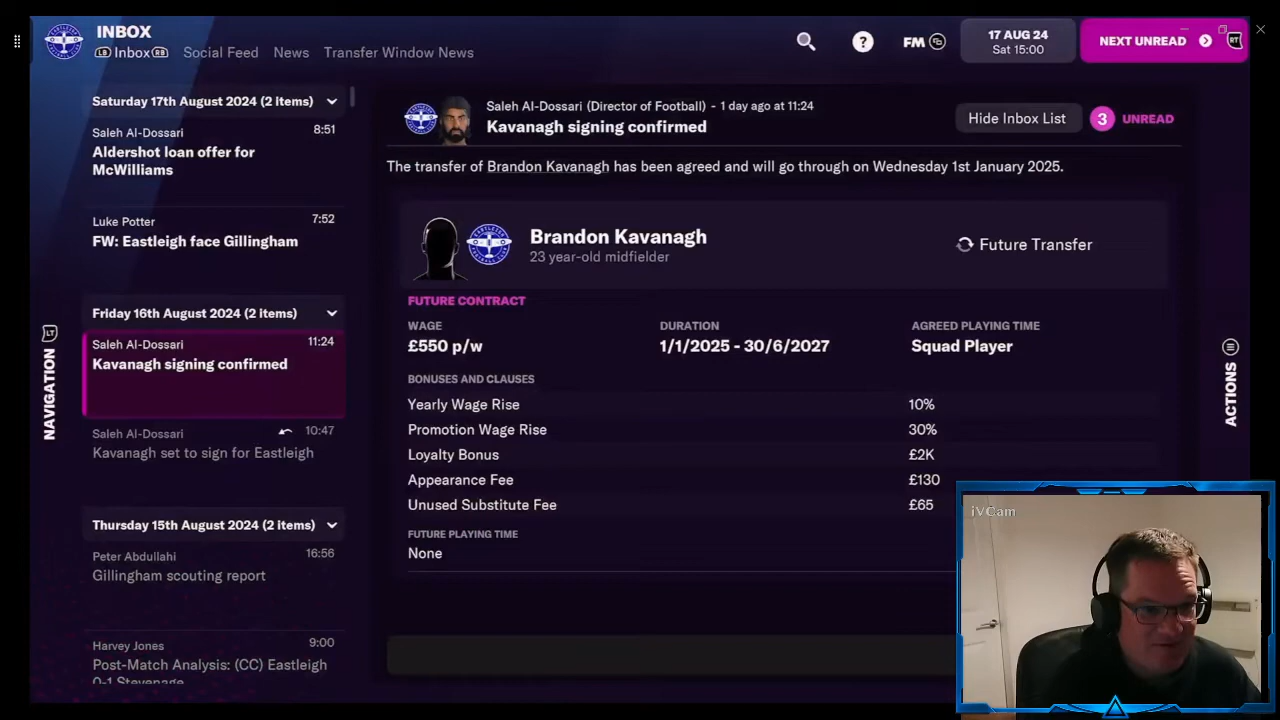 INBOX
LB Inbox RB
Social Feed
News
Transfer Window News
?
FM
17 AUG 24
Sat 15:00
NEXT UNREAD
RT
Saturday 17th August 2024 (2 Items)
Saleh Al-Dossari
8:51
Aldershot loan offer for
McWilliams
Luke Potter
7:52
FW: Eastleigh face Gillingham
Friday 16th August 2024 (2 items)
Saleh Al-Dossari
11:24
Kavanagh signing confirmed
Saleh Al-Dossari
10:47
Kavanagh set to sign for Eastleigh
Thursday 15th August 2024 (2 items)
Peter Abdullahi
16:56
Gillingham scouting report
Harvey Jones
9:00
Post-Match Analysis: (CC) Eastleigh
0-1 Stevenage
LT
NAVIGATION
Saleh Al-Dossari (Director of Football) - 1 day ago at 11:24
Kavanagh signing confirmed
Hide Inbox List
3 UNREAD
The transfer of Brandon Kavanagh has been agreed and will go through on Wednesday 1st January 2025.
Brandon Kavanagh
23 year-old midfielder
Future Transfer
FUTURE CONTRACT
WAGE
£550 p/w
DURATION
1/1/2025 - 30/6/2027
AGREED PLAYING TIME
Squad Player
BONUSES AND CLAUSES
Yearly Wage Rise
10%
Promotion Wage Rise
30%
Loyalty Bonus
£2K
Appearance Fee
£130
Unused Substitute Fee
£65
FUTURE PLAYING TIME
None
ACTIONS
iVCam